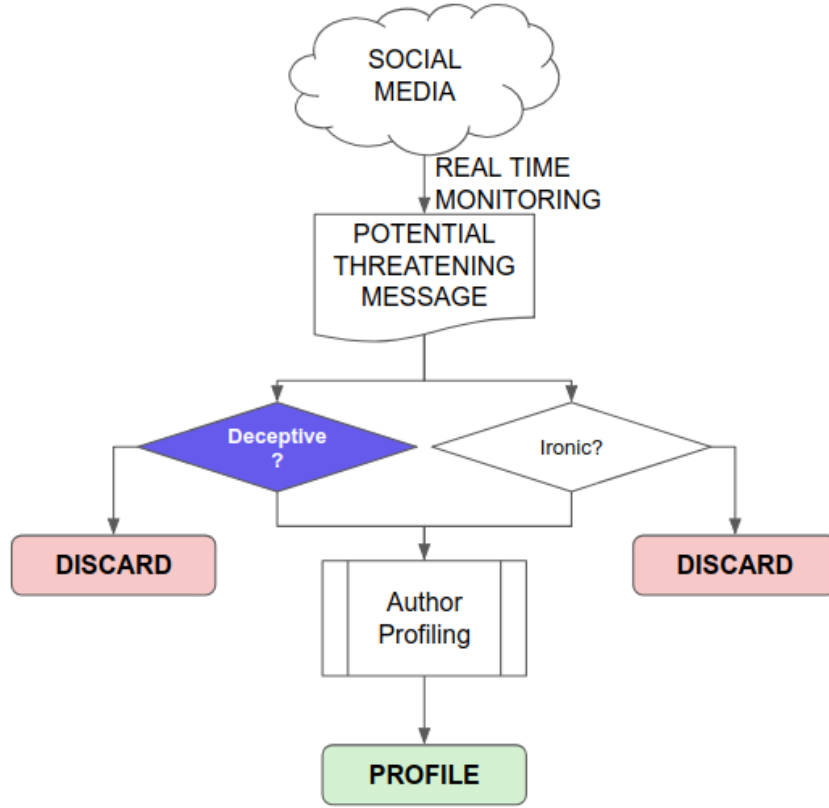 SOCIAL
MEDIA
REAL TIME
MONITORING
POTENTIAL
THREATENING
MESSAGE
Deceptive
?
Ironic?
DISCARD
DISCARD
Author
Profiling
PROFILE